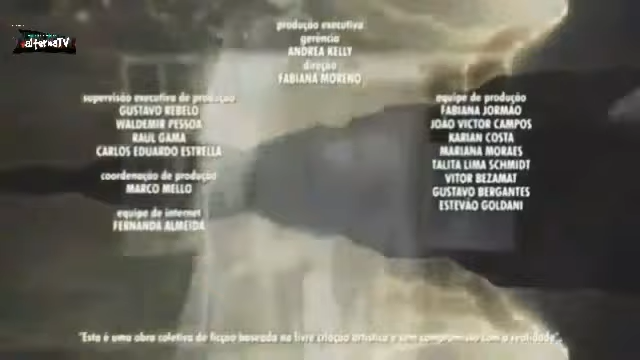 alternaTV
produção executiva
gerência
ANDREA KELLY
direção
FABIANA MORENO
supervisão executiva de produção
GUSTAVO REBELO
WALDEMIR PESSOA
RAUL GAMA
CARLOS EDUARDO ESTRELLA
coordenação de produção
MARCO MELLO
equipe de internet
FERNANDA ALMEIDA
equipe de produção
FABIANA JORMÃO
JOÃO VICTOR CAMPOS
KARIAN COSTA
MARIANA MORAES
TALITA LIMA SCHMIDT
VITOR BEZAMAT
GUSTAVO BERGANTES
ESTEVÃO GOLDANI
"Esta é uma obra coletiva de ficção baseada na livre criação artística e sem compromisso com a realidade".